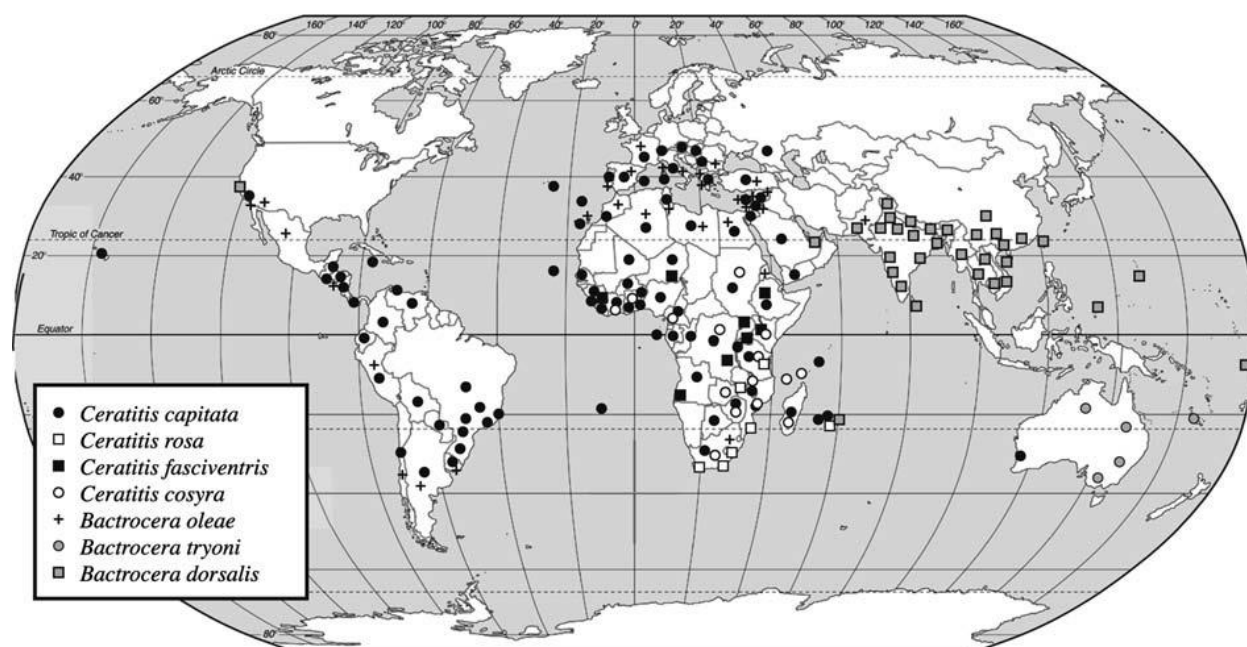 160° 140° 120° 100° 80° 60° 40° 20° 0° 20° 40° 60° 80° 100° 120° 140° 160°
80°
Arctic Circle
60°
40°
Tropic of Cancer
20°
Equator
Ceratitis capitata
Ceratitis rosa
Ceratitis fasciventris
Ceratitis cosyra
Bactrocera oleae
Bactrocera tryoni
Bactrocera dorsalis
80°